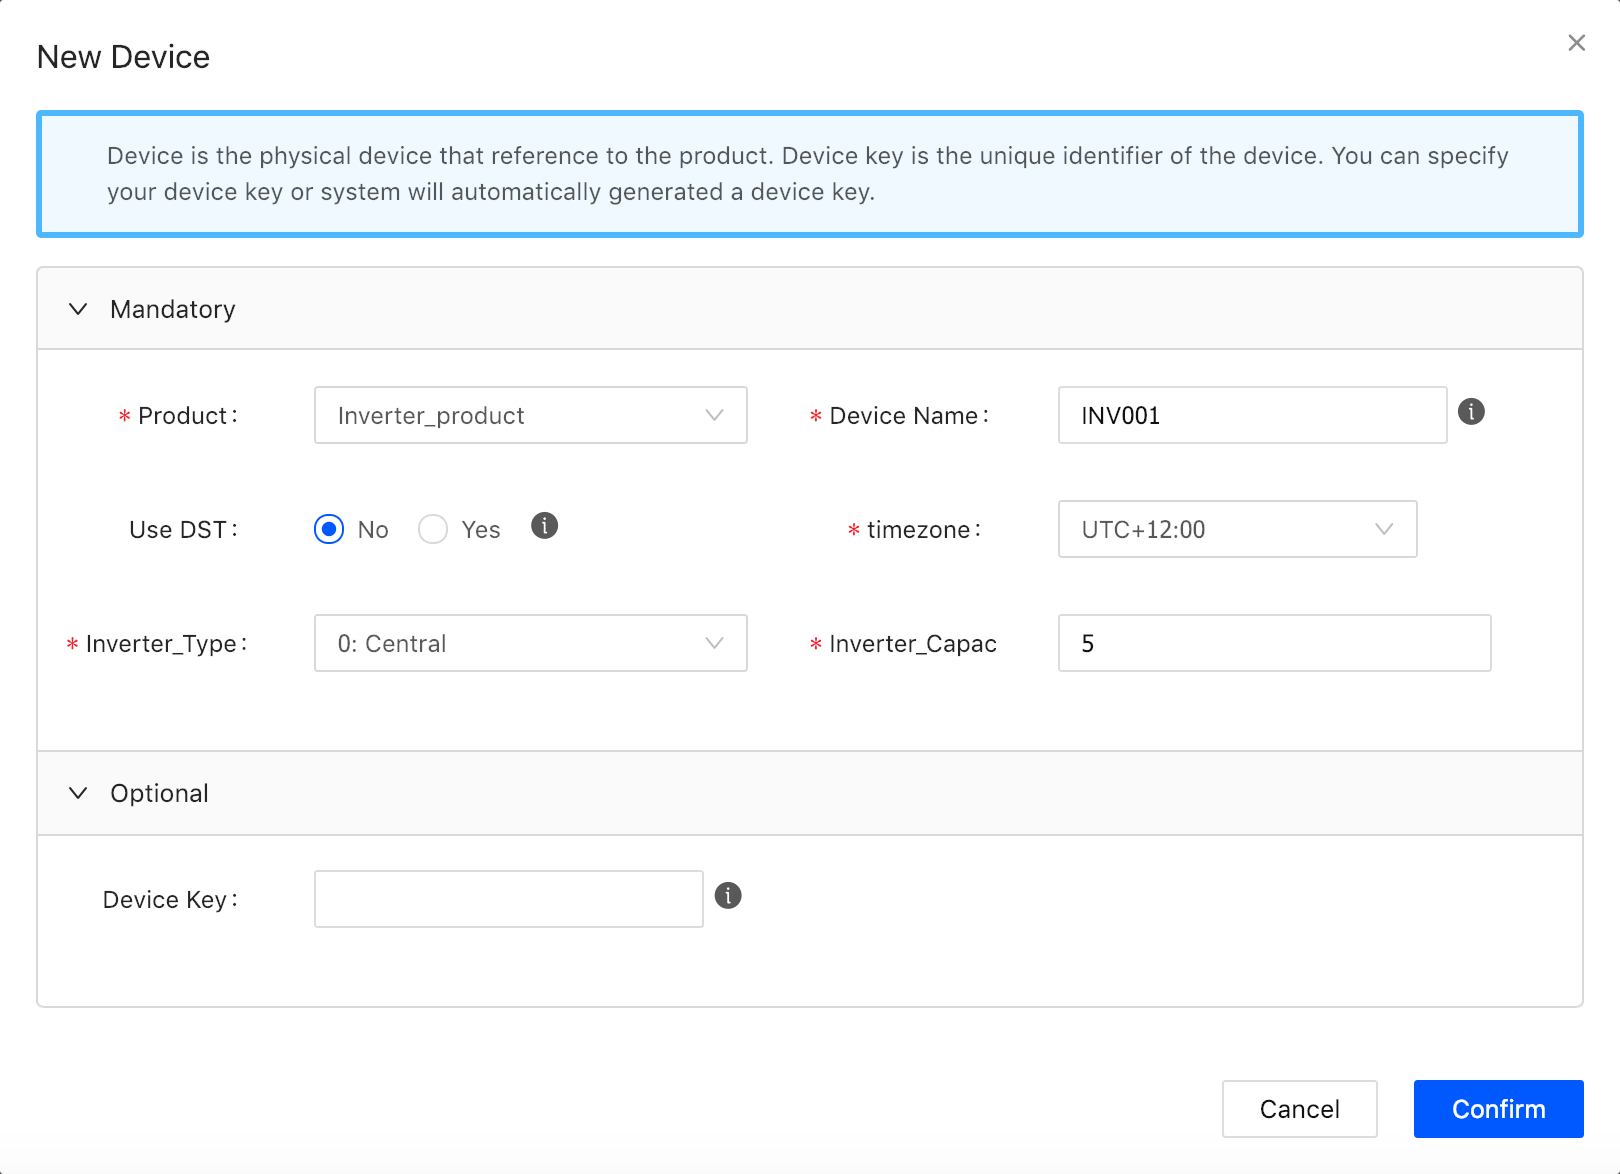 New Device
Device is the physical device that reference to the product. Device key is the unique identifier of the device. You can specify
your device key or system will automatically generated a device key.
Mandatory
* Product: Inverter_product * Device Name: INV001
Use DST: No Yes * timezone: UTC+12:00
* Inverter_Type: 0: Central * Inverter_Capac 5
Optional
Device Key:
Cancel Confirm